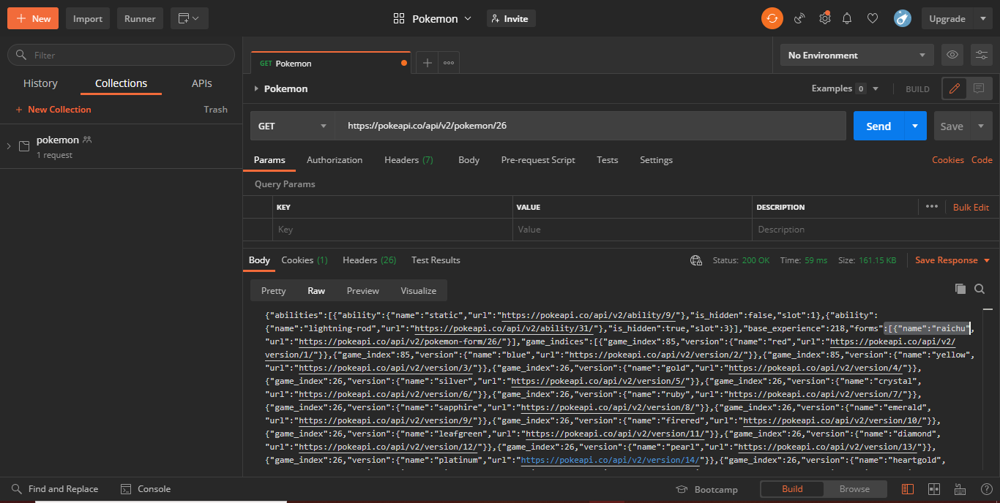 New Import Runner Pokemon Invite Upgrade
Filter
History Collections APIs
+ New Collection Trash
pokemon
1 request
GET Pokemon No Environment
Pokemon Examples 0 BUILD
GET https://pokeapi.co/api/v2/pokemon/26 Send Save
Params Authorization Headers (7) Body Pre-request Script Tests Settings Cookies Code
Query Params
KEY VALUE DESCRIPTION Bulk Edit
Key Value Description
Body Cookies (1) Headers (26) Test Results Status: 200 OK Time: 59 ms Size: 161.15 KB Save Response
Pretty Raw Preview Visualize
{"abilities":[{"ability":{"name":"static","url":"https://pokeapi.co/api/v2/ability/9/"},"is_hidden":false,"slot":1},{"ability":
{"name":"lightning-rod","url":"https://pokeapi.co/api/v2/ability/31/"},"is_hidden":true,"slot":3}],"base_experience":218,"forms":[{"name":"raichu",
"url":"https://pokeapi.co/api/v2/pokemon-form/26/"}],"game_indices":[{"game_index":85,"version":{"name":"red","url":"https://pokeapi.co/api/v2/
version/1/"}},{"game_index":85,"version":{"name":"blue","url":"https://pokeapi.co/api/v2/version/2/"}},{"game_index":85,"version":{"name":"yellow",
"url":"https://pokeapi.co/api/v2/version/3/"}},{"game_index":26,"version":{"name":"gold","url":"https://pokeapi.co/api/v2/version/4/"}},
{"game_index":26,"version":{"name":"silver","url":"https://pokeapi.co/api/v2/version/5/"}},{"game_index":26,"version":{"name":"crystal",
"url":"https://pokeapi.co/api/v2/version/6/"}},{"game_index":26,"version":{"name":"ruby","url":"https://pokeapi.co/api/v2/version/7/"}},
{"game_index":26,"version":{"name":"sapphire","url":"https://pokeapi.co/api/v2/version/8/"}},{"game_index":26,"version":{"name":"emerald",
"url":"https://pokeapi.co/api/v2/version/9/"}},{"game_index":26,"version":{"name":"firered","url":"https://pokeapi.co/api/v2/version/10/"}},
{"game_index":26,"version":{"name":"leafgreen","url":"https://pokeapi.co/api/v2/version/11/"}},{"game_index":26,"version":{"name":"diamond",
"url":"https://pokeapi.co/api/v2/version/12/"}},{"game_index":26,"version":{"name":"pearl","url":"https://pokeapi.co/api/v2/version/13/"}},
{"game_index":26,"version":{"name":"platinum","url":"https://pokeapi.co/api/v2/version/14/"}},{"game_index":26,"version":{"name":"heartgold",
Find and Replace Console Bootcamp Build Browse